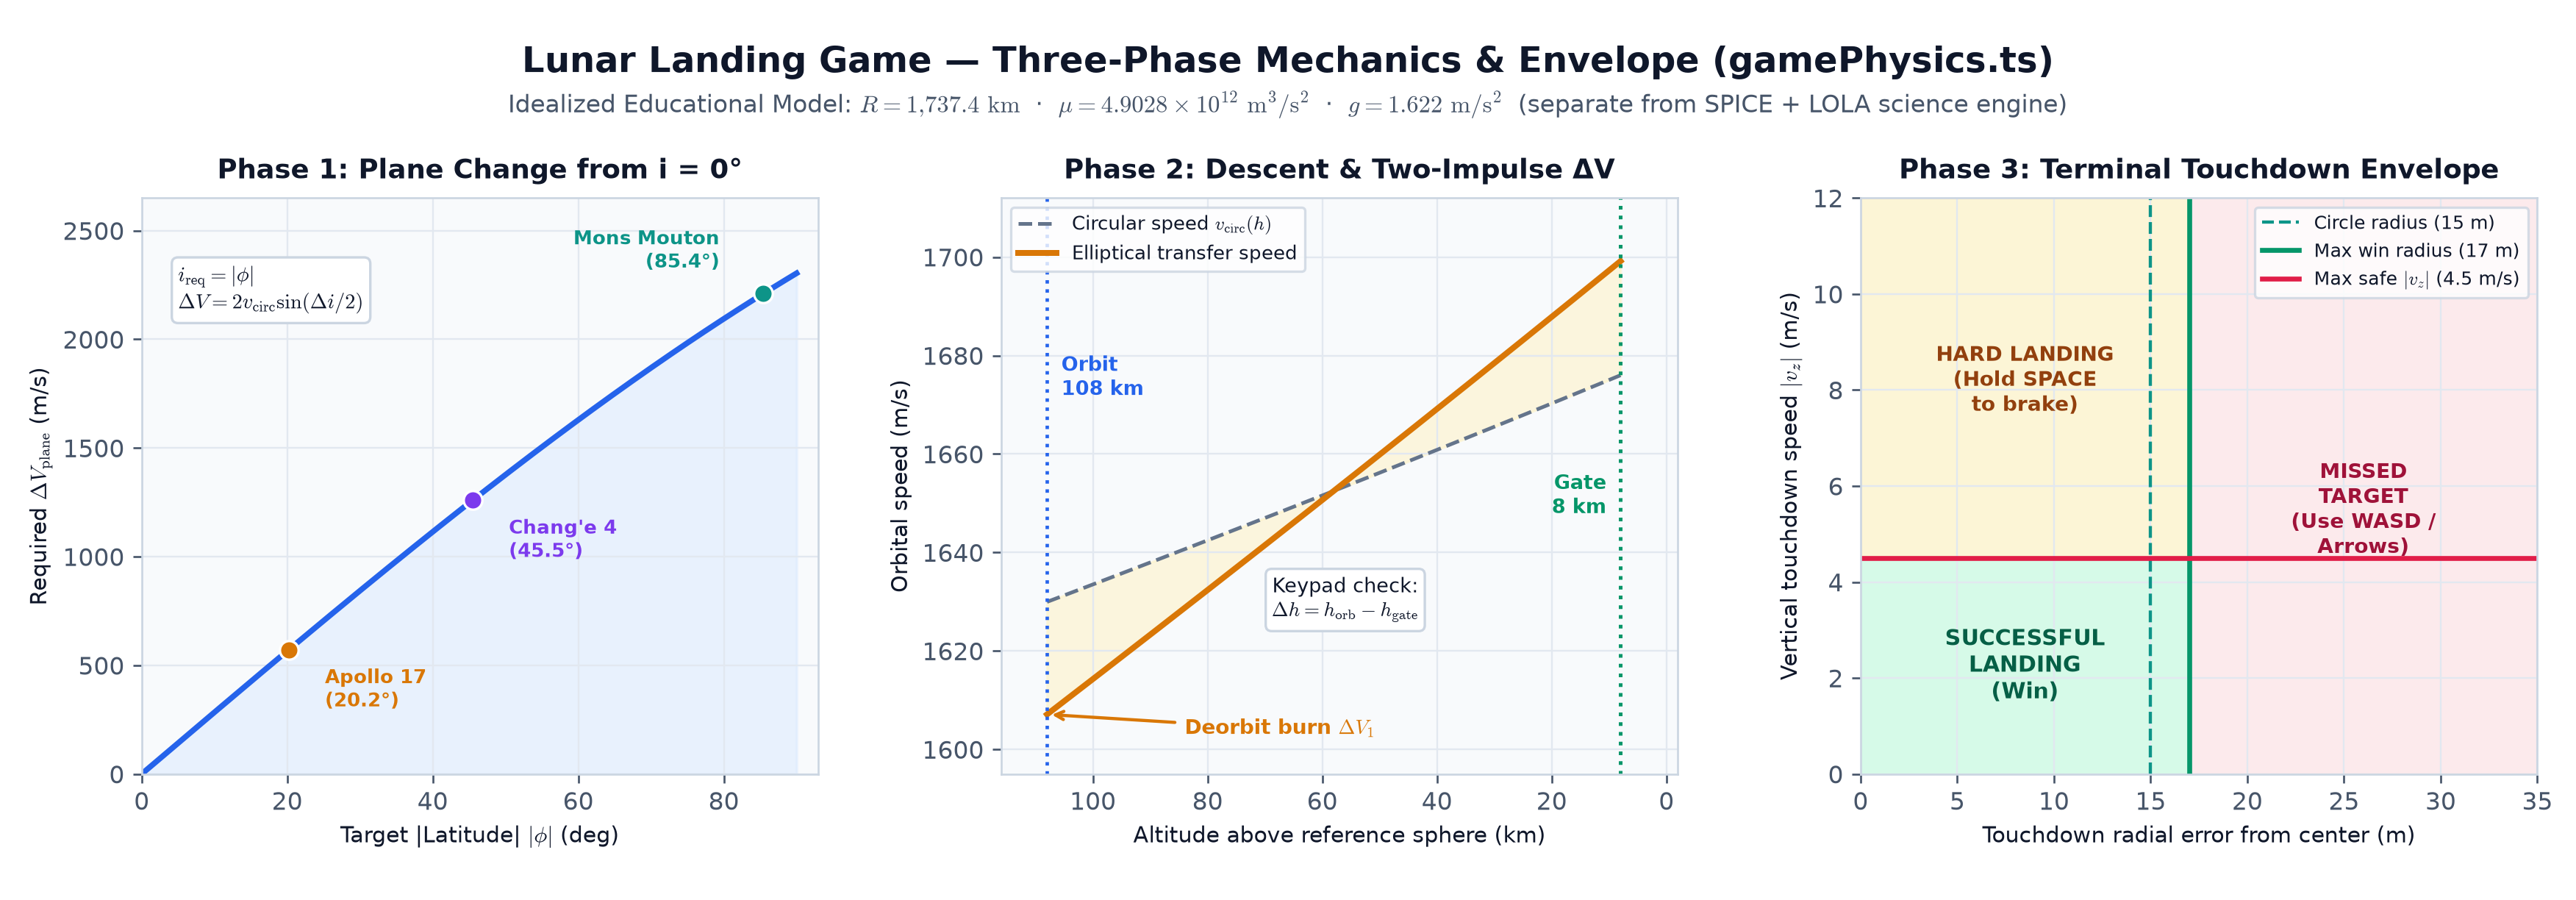 Lunar Landing Game — Three-Phase Mechanics & Envelope (gamePhysics.ts)
Idealized Educational Model: R = 1,737.4 km · μ = 4.9028 × 10¹² m³/s² · g = 1.622 m/s² (separate from SPICE + LOLA science engine)
Phase 1: Plane Change from i = 0°
Required ΔV_plane (m/s)
2500
2000
1500
1000
500
0
i_req = |ϕ|
ΔV = 2v_circ sin(Δi/2)
Mons Mouton
(85.4°)
Chang'e 4
(45.5°)
Apollo 17
(20.2°)
0 20 40 60 80
Target |Latitude| |ϕ| (deg)
Phase 2: Descent & Two-Impulse ΔV
Orbital speed (m/s)
1700
1680
1660
1640
1620
1600
Circular speed v_circ(h)
Elliptical transfer speed
Orbit
108 km
Gate
8 km
Keypad check:
Δh = h_orb − h_gate
Deorbit burn ΔV₁
100 80 60 40 20 0
Altitude above reference sphere (km)
Phase 3: Terminal Touchdown Envelope
Vertical touchdown speed |v_z| (m/s)
12
10
8
6
4
2
0
Circle radius (15 m)
Max win radius (17 m)
Max safe |v_z| (4.5 m/s)
HARD LANDING
(Hold SPACE
to brake)
MISSED
TARGET
(Use WASD /
Arrows)
SUCCESSFUL
LANDING
(Win)
0 5 10 15 20 25 30 35
Touchdown radial error from center (m)